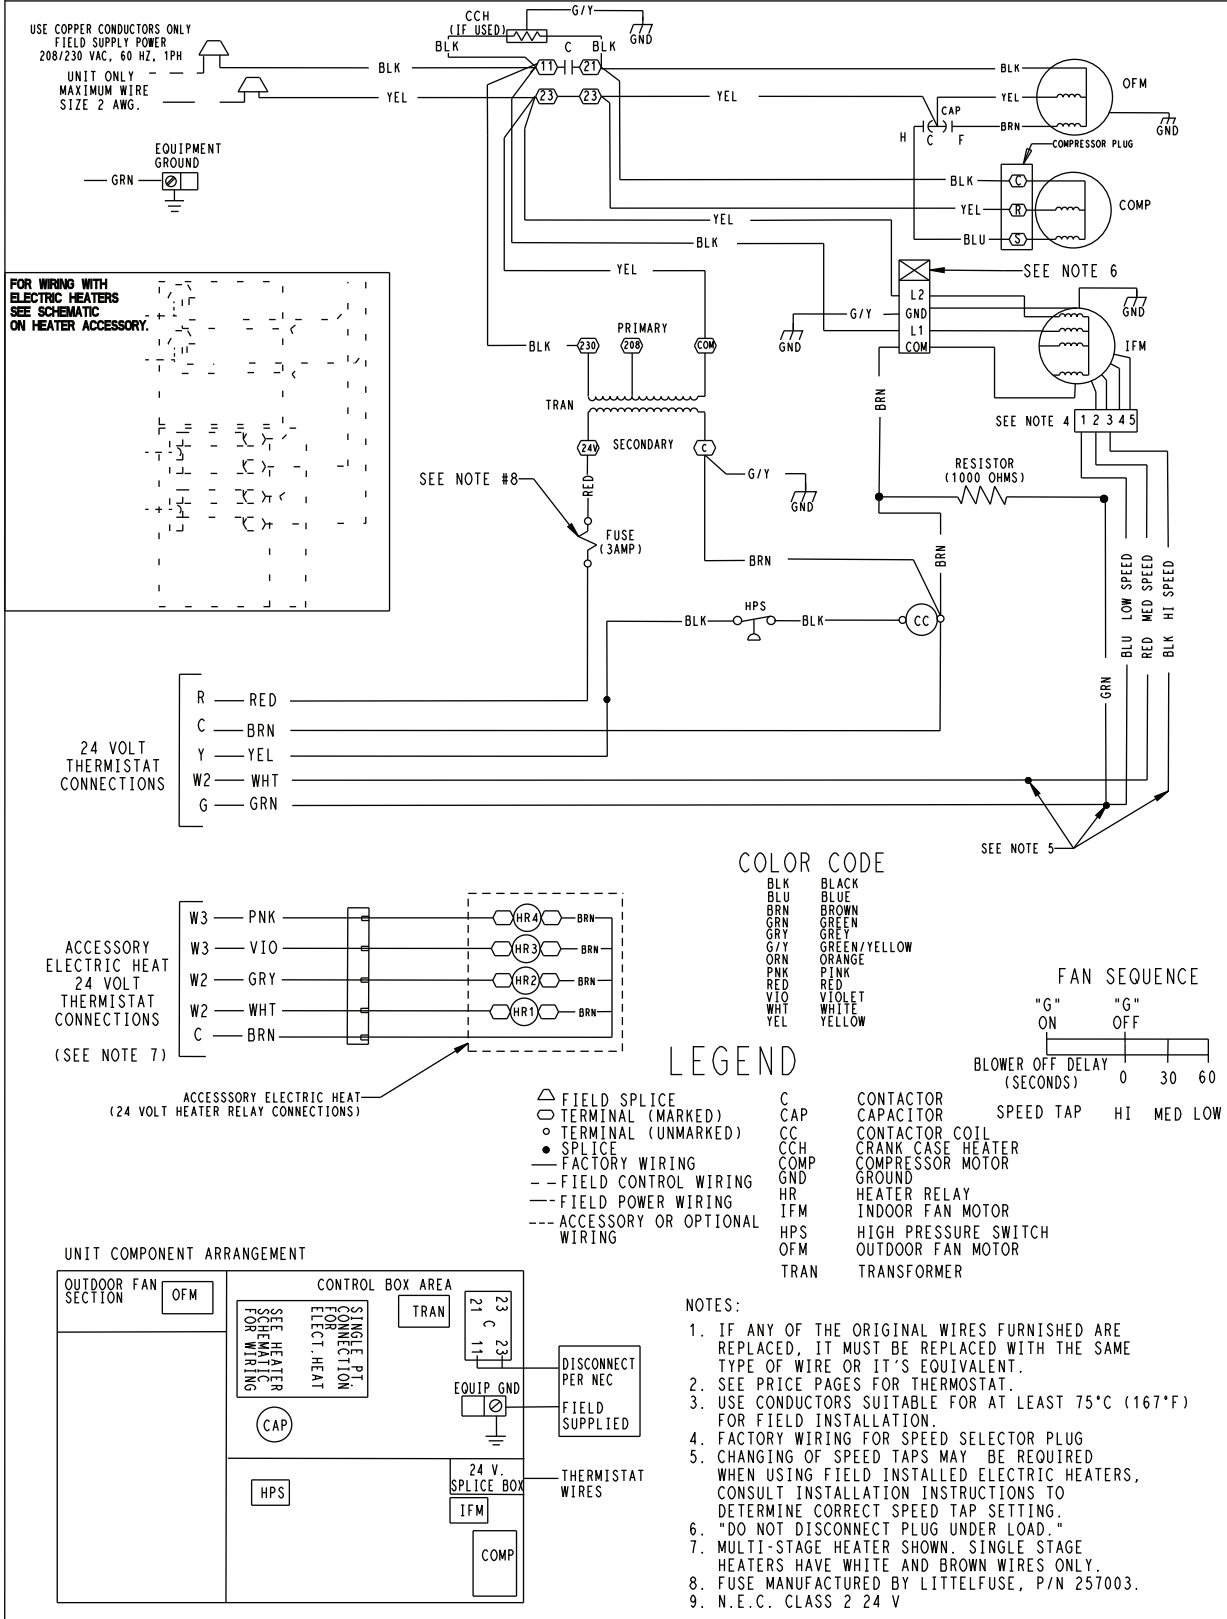 USE COPPER CONDUCTORS ONLY
FIELD SUPPLY POWER
208/230 VAC, 60 HZ, 1PH
UNIT ONLY
MAXIMUM WIRE
SIZE 2 AWG.
BLK
YEL
CCH
(IF USED)
G/Y
GND
BLK
C
BLK
11
21
23
23
YEL
BLK
OFM
YEL
CAP
BRN
H
C
F
GND
COMPRESSOR PLUG
EQUIPMENT
GROUND
GRN
BLK
C
YEL
R
COMP
BLU
S
YEL
BLK
YEL
SEE NOTE 6
L2
GND
L1
COM
G/Y
GND
GND
IFM
FOR WIRING WITH
ELECTRIC HEATERS
SEE SCHEMATIC
ON HEATER ACCESSORY.
PRIMARY
BLK
230
208
COM
TRAN
24V
SECONDARY
C
BRN
SEE NOTE 4
1 2 3 4 5
SEE NOTE #8
RED
G/Y
GND
RESISTOR
(1000 OHMS)
FUSE
(3AMP)
BRN
BRN
BLU LOW SPEED
RED MED SPEED
BLK HI SPEED
HPS
BLK
BLK
CC
GRN
24 VOLT
THERMISTAT
CONNECTIONS
R RED
C BRN
Y YEL
W2 WHT
G GRN
SEE NOTE 5
COLOR CODE
BLK BLACK
BLU BLUE
BRN BROWN
GRN GREEN
GRY GREY
G/Y GREEN/YELLOW
ORN ORANGE
PNK PINK
RED RED
VIO VIOLET
WHT WHITE
YEL YELLOW
ACCESSORY
ELECTRIC HEAT
24 VOLT
THERMISTAT
CONNECTIONS
(SEE NOTE 7)
W3 PNK HR4 BRN
W3 VIO HR3 BRN
W2 GRY HR2 BRN
W2 WHT HR1 BRN
C BRN
ACCESSSORY ELECTRIC HEAT
(24 VOLT HEATER RELAY CONNECTIONS)
FAN SEQUENCE
"G" "G"
ON OFF
BLOWER OFF DELAY
(SECONDS) 0 30 60
SPEED TAP HI MED LOW
LEGEND
FIELD SPLICE
TERMINAL (MARKED)
TERMINAL (UNMARKED)
SPLICE
FACTORY WIRING
FIELD CONTROL WIRING
FIELD POWER WIRING
ACCESSORY OR OPTIONAL
WIRING
C CONTACTOR
CAP CAPACITOR
CC CONTACTOR COIL
CCH CRANK CASE HEATER
COMP COMPRESSOR MOTOR
GND GROUND
HR HEATER RELAY
IFM INDOOR FAN MOTOR
HPS HIGH PRESSURE SWITCH
OFM OUTDOOR FAN MOTOR
TRAN TRANSFORMER
UNIT COMPONENT ARRANGEMENT
OUTDOOR FAN
SECTION
OFM
CONTROL BOX AREA
SINGLE PT.
CONNECTION
FOR
ELECT. HEAT
SEE HEATER
SCHEMATIC
FOR WIRING
TRAN
23 23
C
21 11
DISCONNECT
PER NEC
EQUIP GND
FIELD
SUPPLIED
CAP
HPS
24 V.
SPLICE BOX
THERMISTAT
WIRES
IFM
COMP
NOTES:
1. IF ANY OF THE ORIGINAL WIRES FURNISHED ARE
REPLACED, IT MUST BE REPLACED WITH THE SAME
TYPE OF WIRE OR IT'S EQUIVALENT.
2. SEE PRICE PAGES FOR THERMOSTAT.
3. USE CONDUCTORS SUITABLE FOR AT LEAST 75°C (167°F)
FOR FIELD INSTALLATION.
4. FACTORY WIRING FOR SPEED SELECTOR PLUG
5. CHANGING OF SPEED TAPS MAY BE REQUIRED
WHEN USING FIELD INSTALLED ELECTRIC HEATERS,
CONSULT INSTALLATION INSTRUCTIONS TO
DETERMINE CORRECT SPEED TAP SETTING.
6. "DO NOT DISCONNECT PLUG UNDER LOAD."
7. MULTI-STAGE HEATER SHOWN. SINGLE STAGE
HEATERS HAVE WHITE AND BROWN WIRES ONLY.
8. FUSE MANUFACTURED BY LITTELFUSE, P/N 257003.
9. N.E.C. CLASS 2 24 V